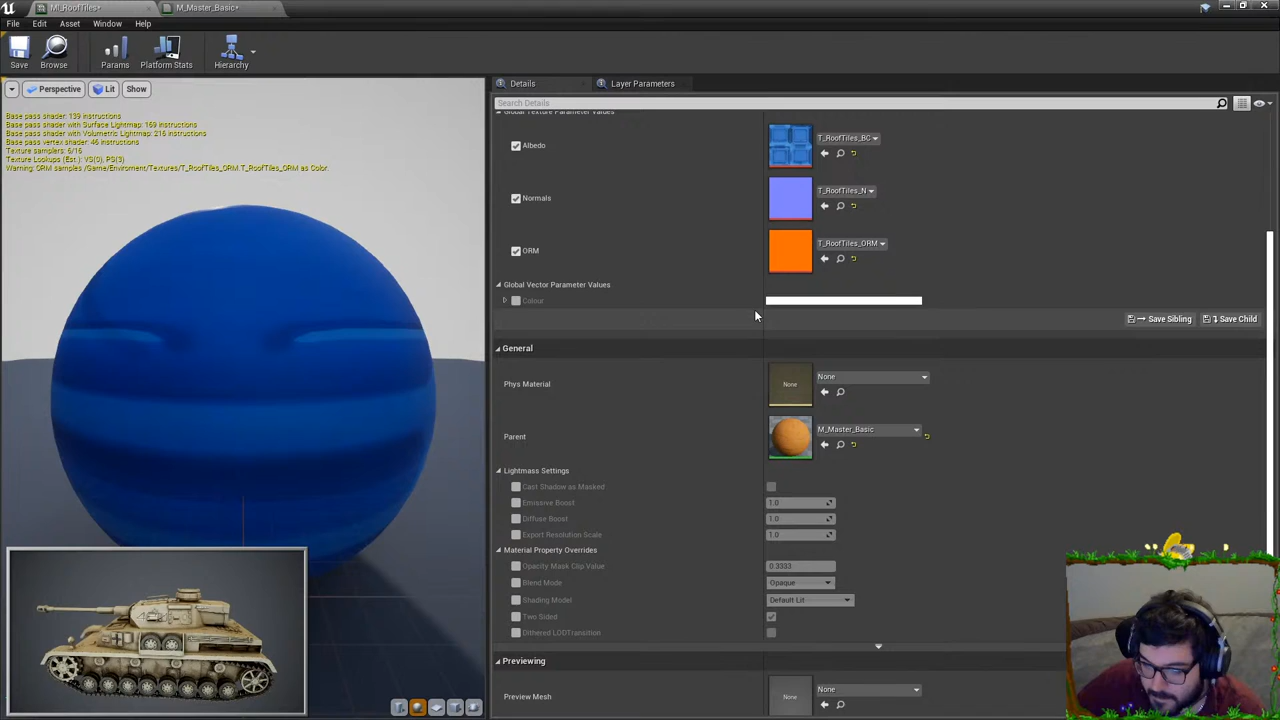 MI_RoofTiles*
M_Master_Basic*
File Edit Asset Window Help
Save Browse Params Platform Stats Hierarchy
Details Layer Parameters
Perspective Lit Show
Search Details
Base pass shader: 139 instructions
Base pass shader with Surface Lightmap: 169 instructions
Base pass shader with Volumetric Lightmap: 216 instructions
Base pass vertex shader: 46 instructions
Texture samplers: 6/16
Texture Lookups (Est.): VS(0), PS(3)
Warning: ORM samples /Game/Enviroment/Textures/T_RoofTiles_ORM.T_RoofTiles_ORM as Color.
Global Texture Parameter Values
Albedo T_RoofTiles_BC
Normals T_RoofTiles_N
ORM T_RoofTiles_ORM
Global Vector Parameter Values
Colour
Save Sibling Save Child
General
Phys Material None None
Parent M_Master_Basic
Lightmass Settings
Cast Shadow as Masked
Emissive Boost 1.0
Diffuse Boost 1.0
Export Resolution Scale 1.0
Material Property Overrides
Opacity Mask Clip Value 0.3333
Blend Mode Opaque
Shading Model Default Lit
Two Sided
Dithered LODTransition
Previewing
Preview Mesh None None